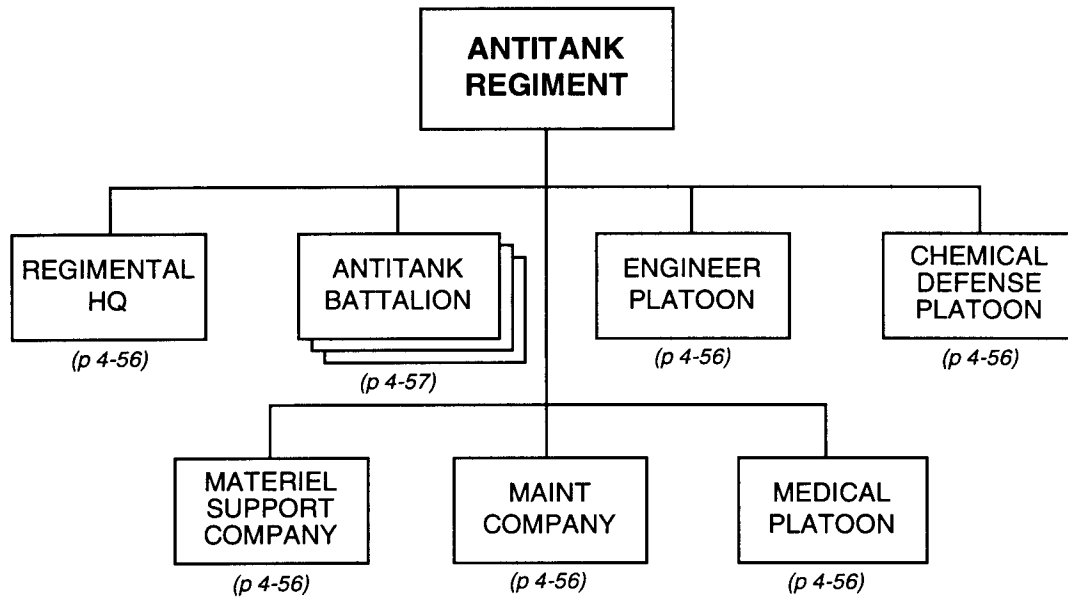 ANTITANK
REGIMENT
REGIMENTAL
HQ
(p 4-56)
ANTITANK
BATTALION
(p 4-57)
ENGINEER
PLATOON
(p 4-56)
CHEMICAL
DEFENSE
PLATOON
(p 4-56)
MATERIEL
SUPPORT
COMPANY
(p 4-56)
MAINT
COMPANY
(p 4-56)
MEDICAL
PLATOON
(p 4-56)